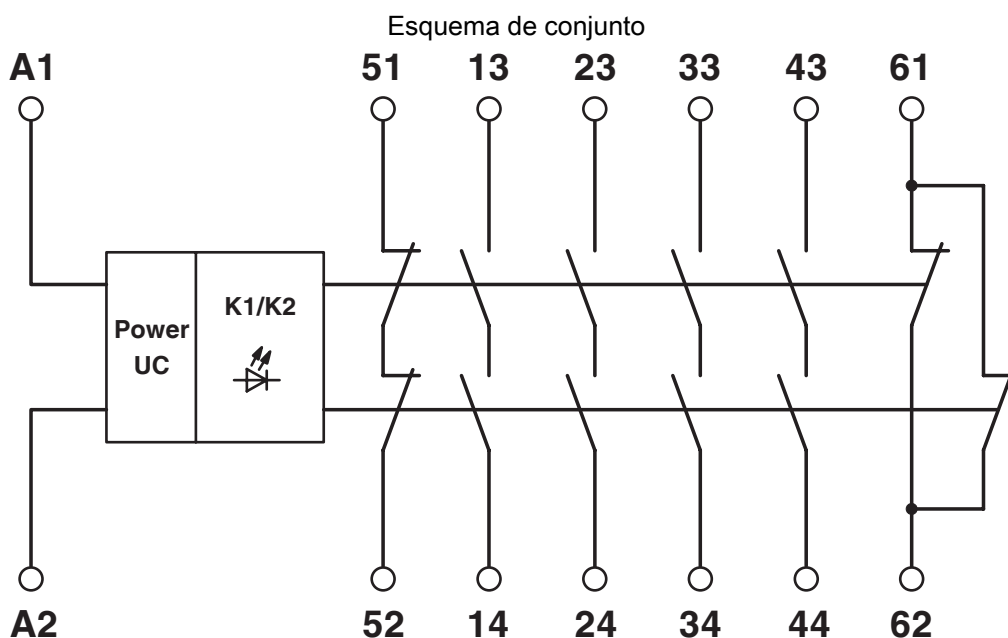 Esquema de conjunto
A1 51 13 23 33 43 61
K1/K2
Power
UC
A2 52 14 24 34 44 62